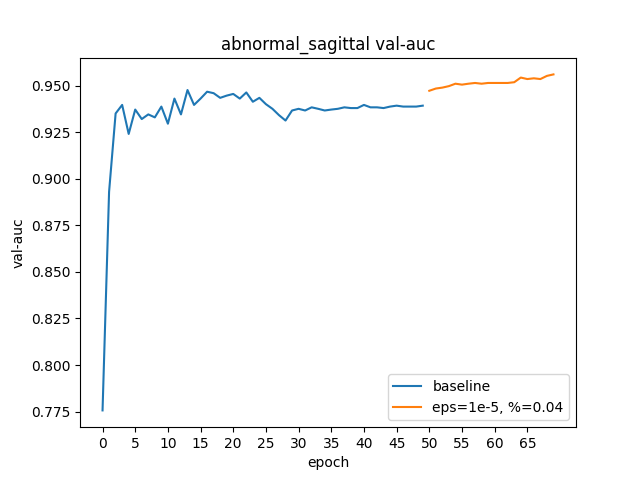 abnormal_sagittal val-auc
0.950
0.925
0.900
0.875
0.850
0.825
0.800
0.775
val-auc
baseline
eps=1e-5, %=0.04
0 5 10 15 20 25 30 35 40 45 50 55 60 65
epoch